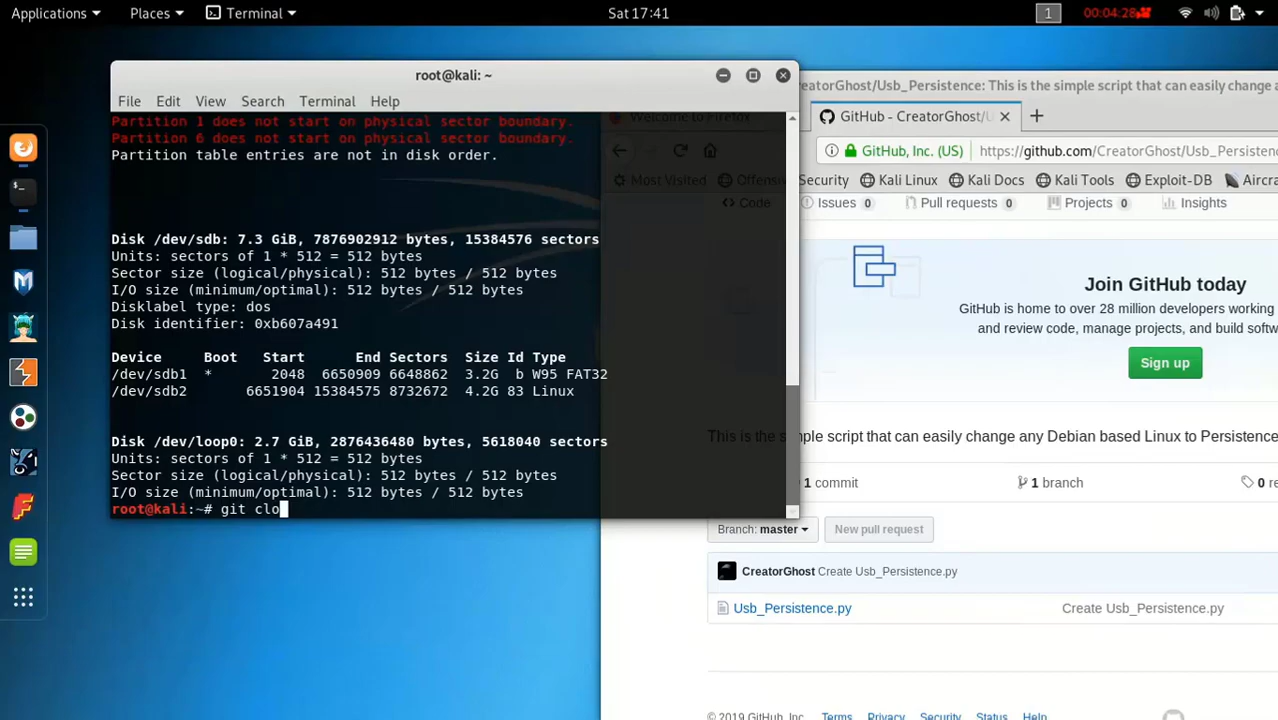 Applications Places Terminal Sat 17:41 1 00:04:28
root@kali: ~
File Edit View Search Terminal Help
Partition 1 does not start on physical sector boundary.
Partition 6 does not start on physical sector boundary.
Partition table entries are not in disk order.
Disk /dev/sdb: 7.3 GiB, 7876902912 bytes, 15384576 sectors
Units: sectors of 1 * 512 = 512 bytes
Sector size (logical/physical): 512 bytes / 512 bytes
I/O size (minimum/optimal): 512 bytes / 512 bytes
Disklabel type: dos
Disk identifier: 0xb607a491
Device Boot Start End Sectors Size Id Type
/dev/sdb1 * 2048 6650909 6648862 3.2G b W95 FAT32
/dev/sdb2 6651904 15384575 8732672 4.2G 83 Linux
Disk /dev/loop0: 2.7 GiB, 2876436480 bytes, 5618040 sectors
Units: sectors of 1 * 512 = 512 bytes
Sector size (logical/physical): 512 bytes / 512 bytes
I/O size (minimum/optimal): 512 bytes / 512 bytes
root@kali:~# git clo
reatorGhost/Usb_Persistence: This is the simple script that can easily change a
Welcome to Firefox GitHub - CreatorGhost/U
GitHub, Inc. (US) https://github.com/CreatorGhost/Usb_Persistenc
Most Visited Offensi Security Kali Linux Kali Docs Kali Tools Exploit-DB Aircra
Code Issues 0 Pull requests 0 Projects 0 Insights
Join GitHub today
GitHub is home to over 28 million developers working
and review code, manage projects, and build softw
Sign up
This is the simple script that can easily change any Debian based Linux to Persistence
1 commit 1 branch 0 re
Branch: master New pull request
CreatorGhost Create Usb_Persistence.py
Usb_Persistence.py Create Usb_Persistence.py
© 2019 GitHub, Inc. Terms Privacy Security Status Help